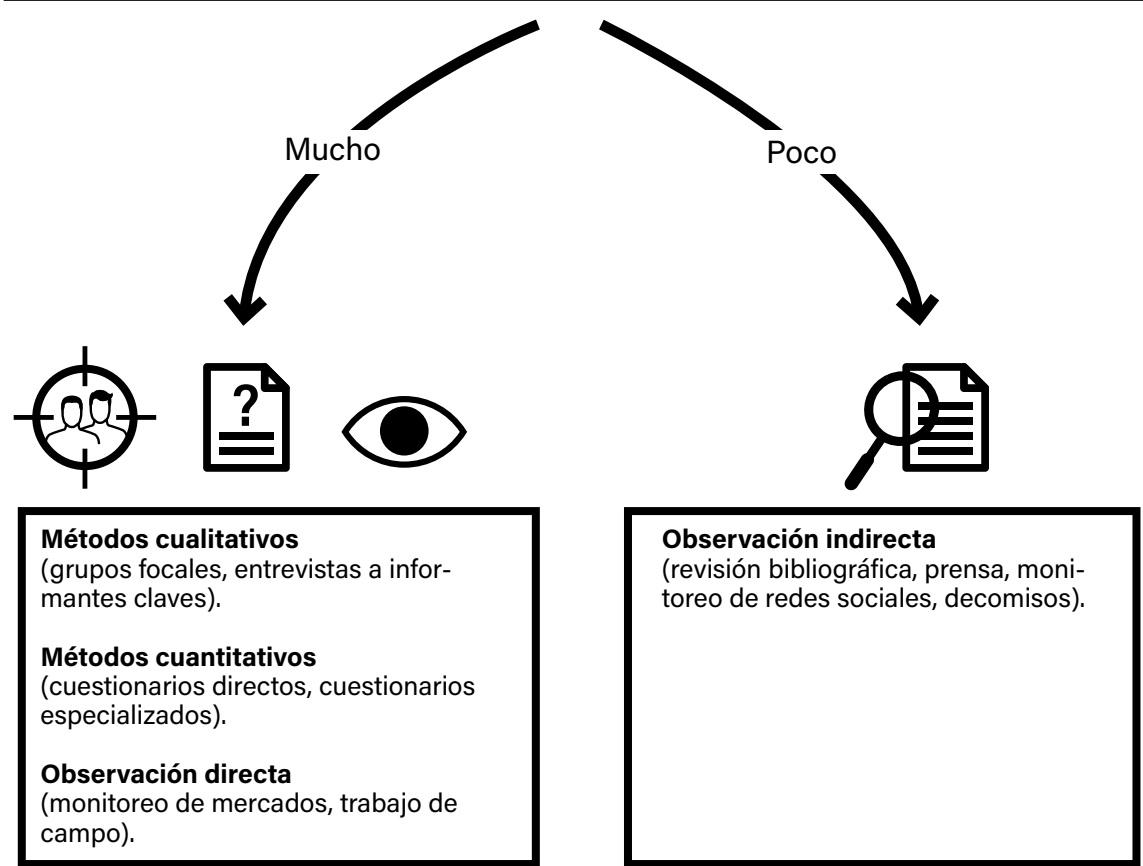 Mucho
Poco
?
Métodos cualitativos
(grupos focales, entrevistas a infor-
mantes claves).
Métodos cuantitativos
(cuestionarios directos, cuestionarios
especializados).
Observación directa
(monitoreo de mercados, trabajo de
campo).
Observación indirecta
(revisión bibliográfica, prensa, moni-
toreo de redes sociales, decomisos).